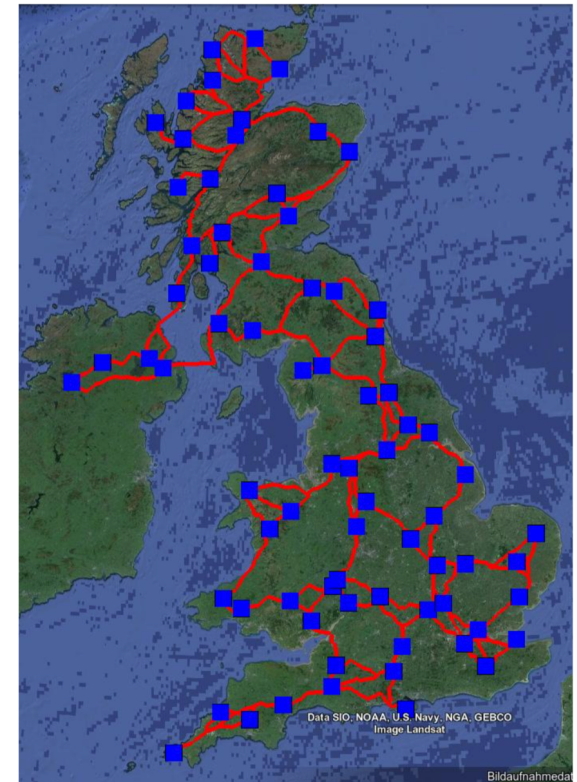 Data SIO, NOAA, U.S. Navy, NGA, GEBCO
Image Landsat
Bildaufnahmedat